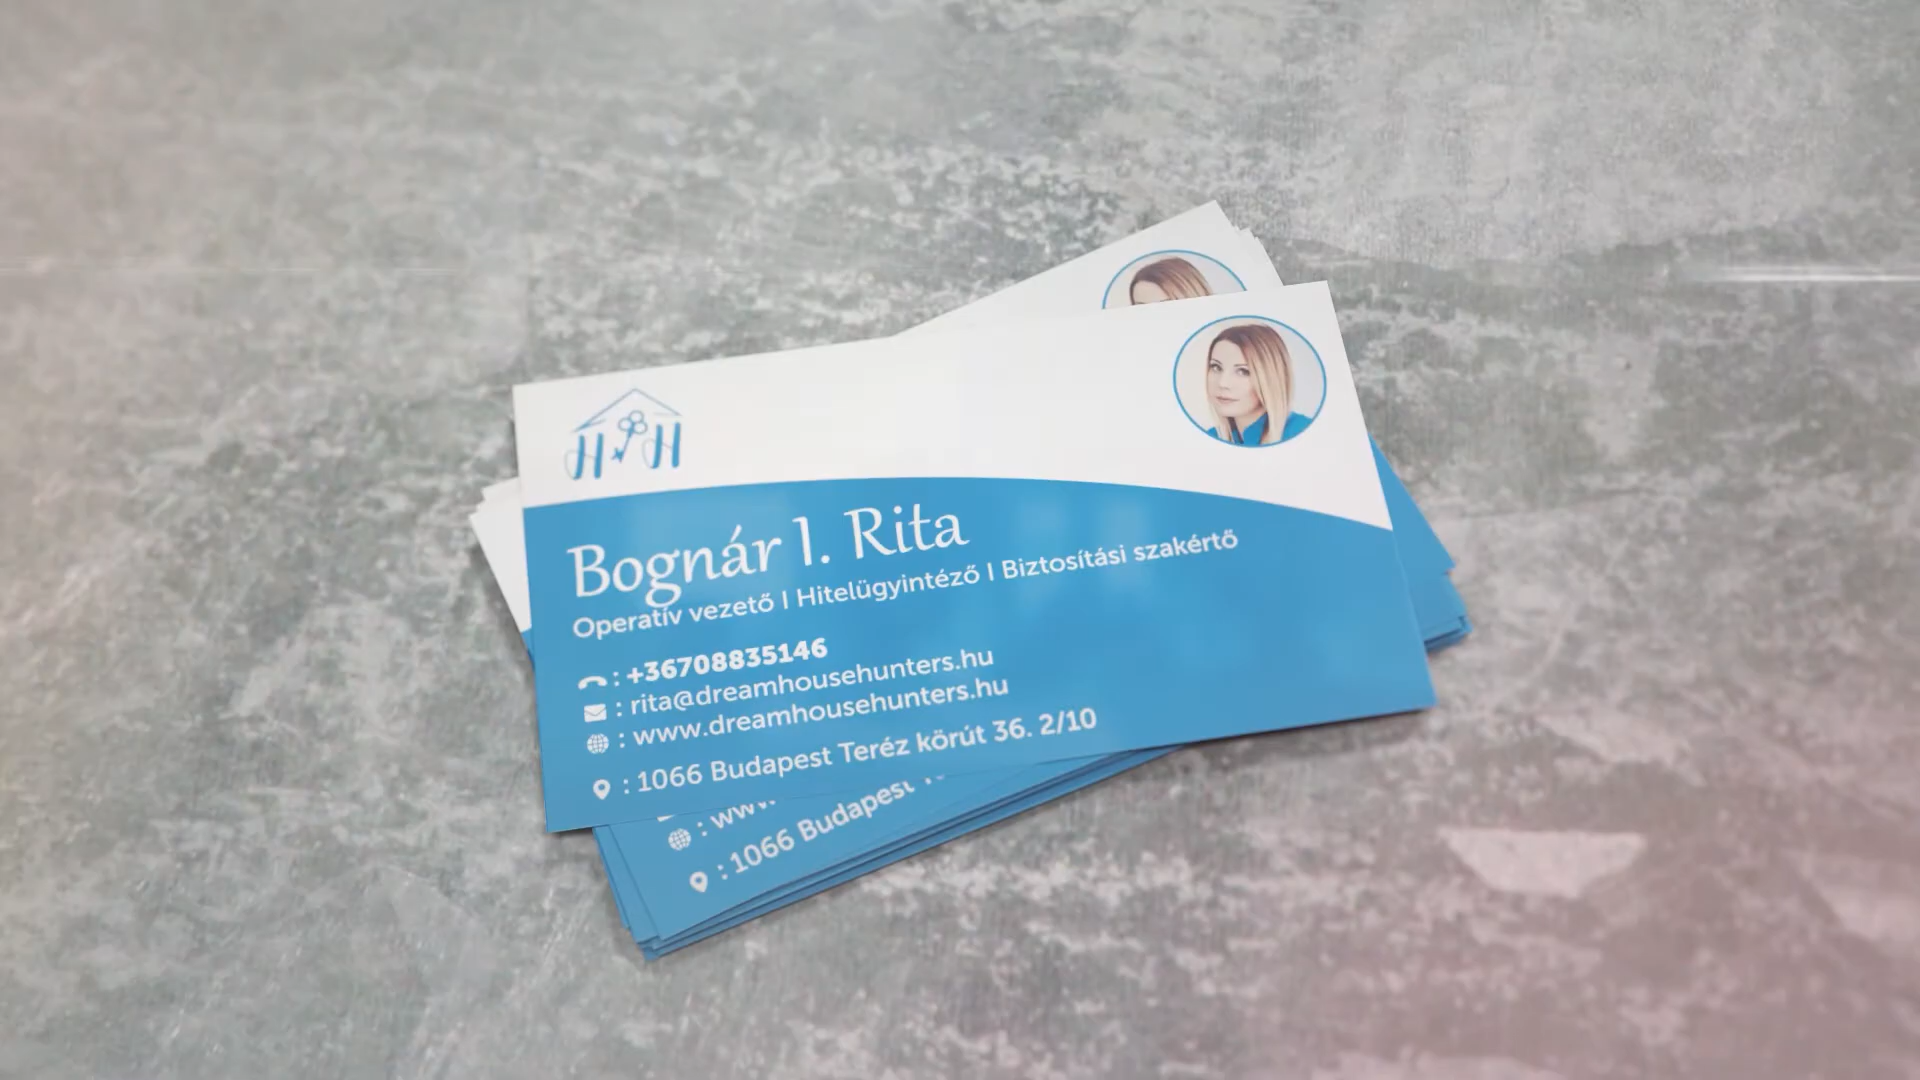 H H
Bognár I. Rita
Operatív vezető I Hitelügyintéző I Biztosítási szakértő
: +36708835146
: rita@dreamhousehunters.hu
: www.dreamhousehunters.hu
: 1066 Budapest Teréz körút 36. 2/10
: www.
: 1066 Budapest